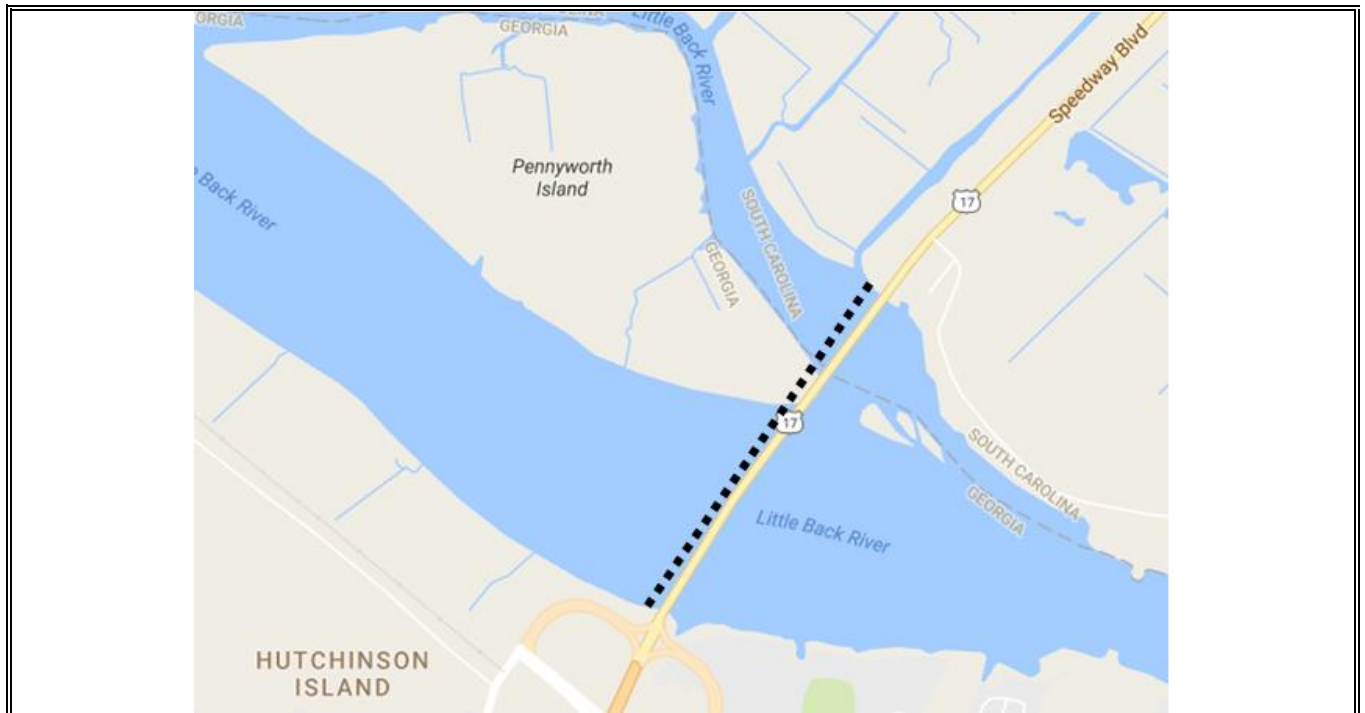 ORGIA
GEORGIA
Little Back River
Speedway Blvd
Pennyworth
Island
17
Back River
SOUTH CAROLINA
GEORGIA
17
SOUTH CAROLINA
GEORGIA
Little Back River
HUTCHINSON
ISLAND